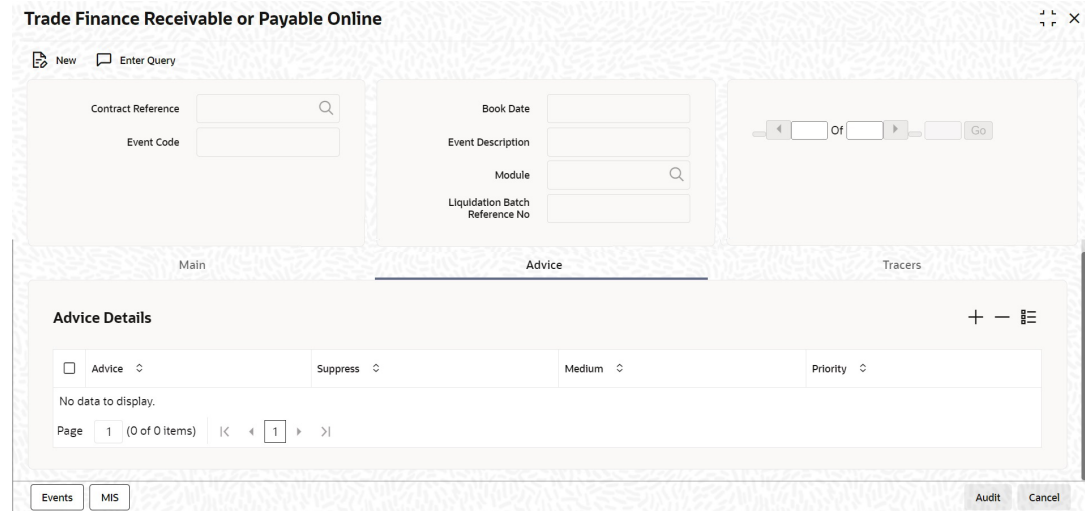 Trade Finance Receivable or Payable Online
New Enter Query
Contract Reference
Event Code
Book Date
Event Description
Module
Liquidation Batch
Reference No
Of Go
Main Advice Tracers
Advice Details
Advice Suppress Medium Priority
No data to display.
Page 1 (0 of 0 items) 1
Events MIS Audit Cancel